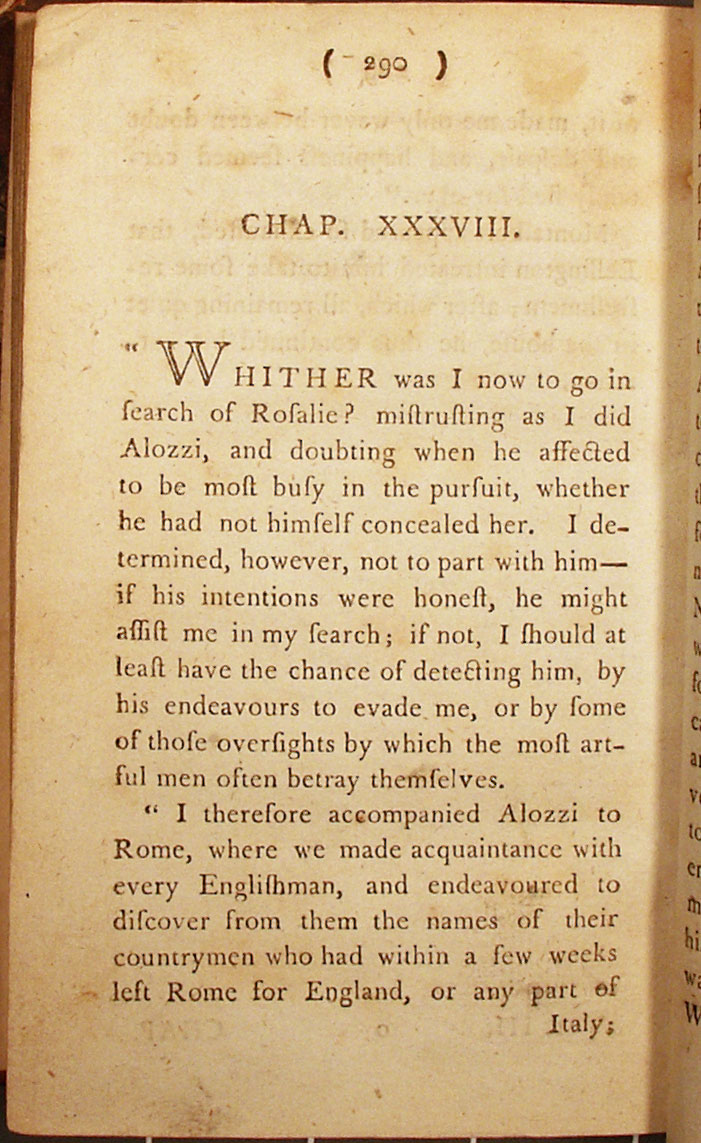 ( 290 )
CHAP. XXXVIII.
“ WHITHER was I now to go in
ſearch of Roſalie? miſtruſting as I did
Alozzi, and doubting when he affected
to be moſt buſy in the purſuit, whether
he had not himſelf concealed her. I de-
termined, however, not to part with him—
if his intentions were honeſt, he might
aſſiſt me in my ſearch; if not, I ſhould at
leaſt have the chance of detecting him, by
his endeavours to evade me, or by ſome
of thoſe overſights by which the moſt art-
ful men often betray themſelves.
“ I therefore accompanied Alozzi to
Rome, where we made acquaintance with
every Engliſhman, and endeavoured to
diſcover from them the names of their
countrymen who had within a few weeks
left Rome for England, or any part of
Italy;